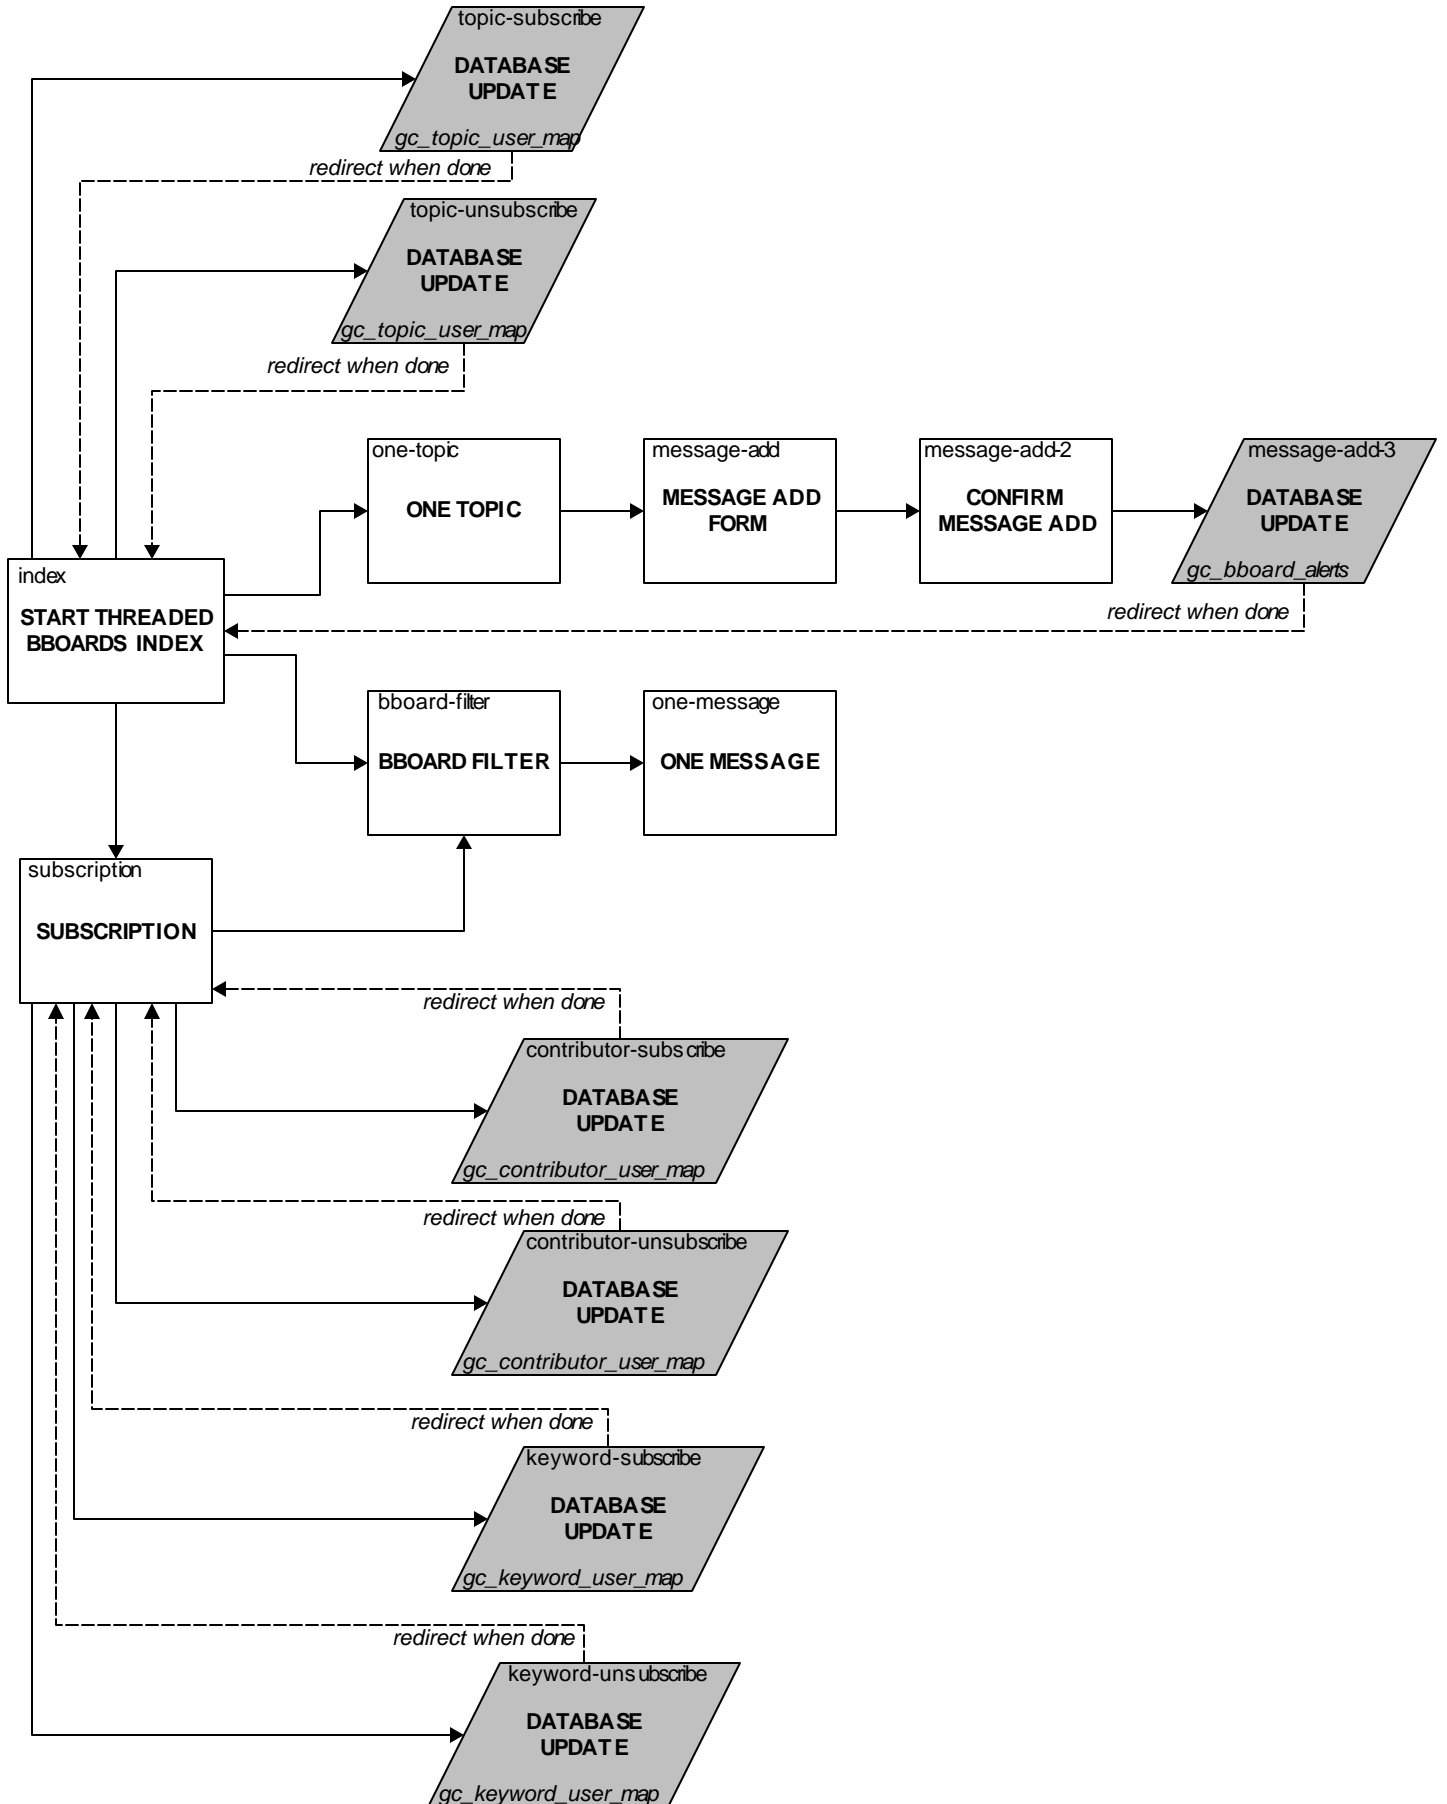 topic-subscribe
DATABASE
UPDATE
gc_topic_user_map
redirect when done
topic-unsubscribe
DATABASE
UPDATE
gc_topic_user_map
redirect when done
one-topic
ONE TOPIC
message-add
MESSAGE ADD
FORM
message-add-2
CONFIRM
MESSAGE ADD
message-add-3
DATABASE
UPDATE
gc_bboard_alerts
redirect when done
index
START THREADED
BBOARDS INDEX
bboard-filter
BBOARD FILTER
one-message
ONE MESSAGE
subscription
SUBSCRIPTION
redirect when done
contributor-subscribe
DATABASE
UPDATE
gc_contributor_user_map
redirect when done
contributor-unsubscribe
DATABASE
UPDATE
gc_contributor_user_map
redirect when done
keyword-subscribe
DATABASE
UPDATE
gc_keyword_user_map
redirect when done
keyword-unsubscribe
DATABASE
UPDATE
gc_keyword_user_map